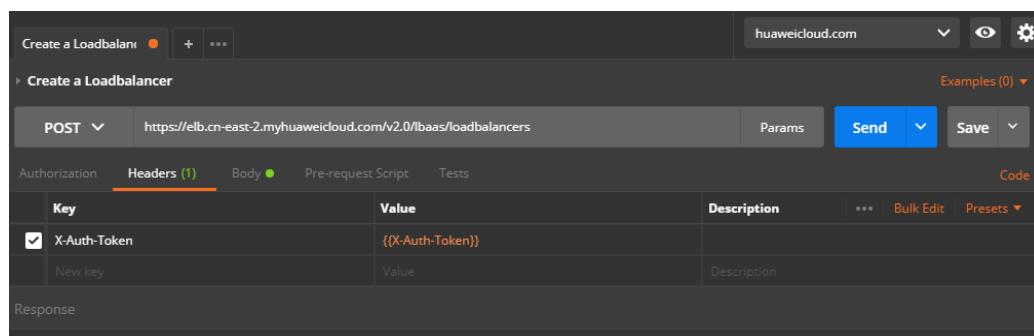 Create a Loadbalanc + ••• huaweicloud.com
Create a Loadbalancer Examples (0)
POST https://elb.cn-east-2.myhuaweicloud.com/v2.0/lbaas/loadbalancers Params Send Save
Authorization Headers (1) Body Pre-request Script Tests Code
Key Value Description ••• Bulk Edit Presets
X-Auth-Token {{X-Auth-Token}}
New key Value Description
Response